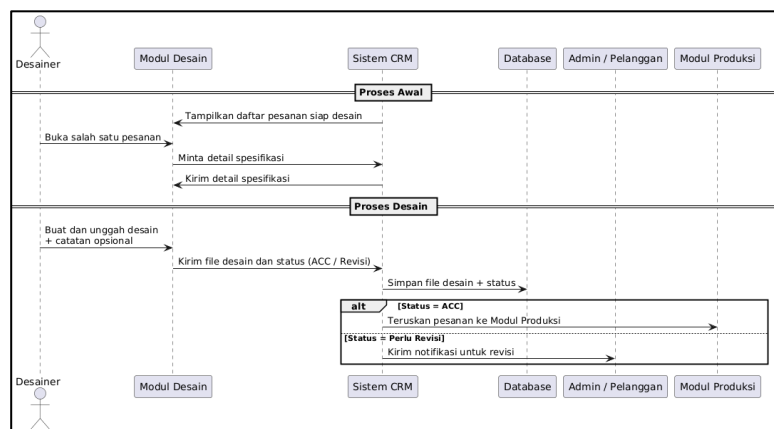 Desainer
Modul Desain
Sistem CRM
Database
Admin / Pelanggan
Modul Produksi
Proses Awal
Tampilkan daftar pesanan siap desain
Buka salah satu pesanan
Minta detail spesifikasi
Kirim detail spesifikasi
Proses Desain
Buat dan unggah desain
+ catatan opsional
Kirim file desain dan status (ACC / Revisi)
Simpan file desain + status
alt [Status = ACC]
Teruskan pesanan ke Modul Produksi
[Status = Perlu Revisi]
Kirim notifikasi untuk revisi
Desainer
Modul Desain
Sistem CRM
Database
Admin / Pelanggan
Modul Produksi